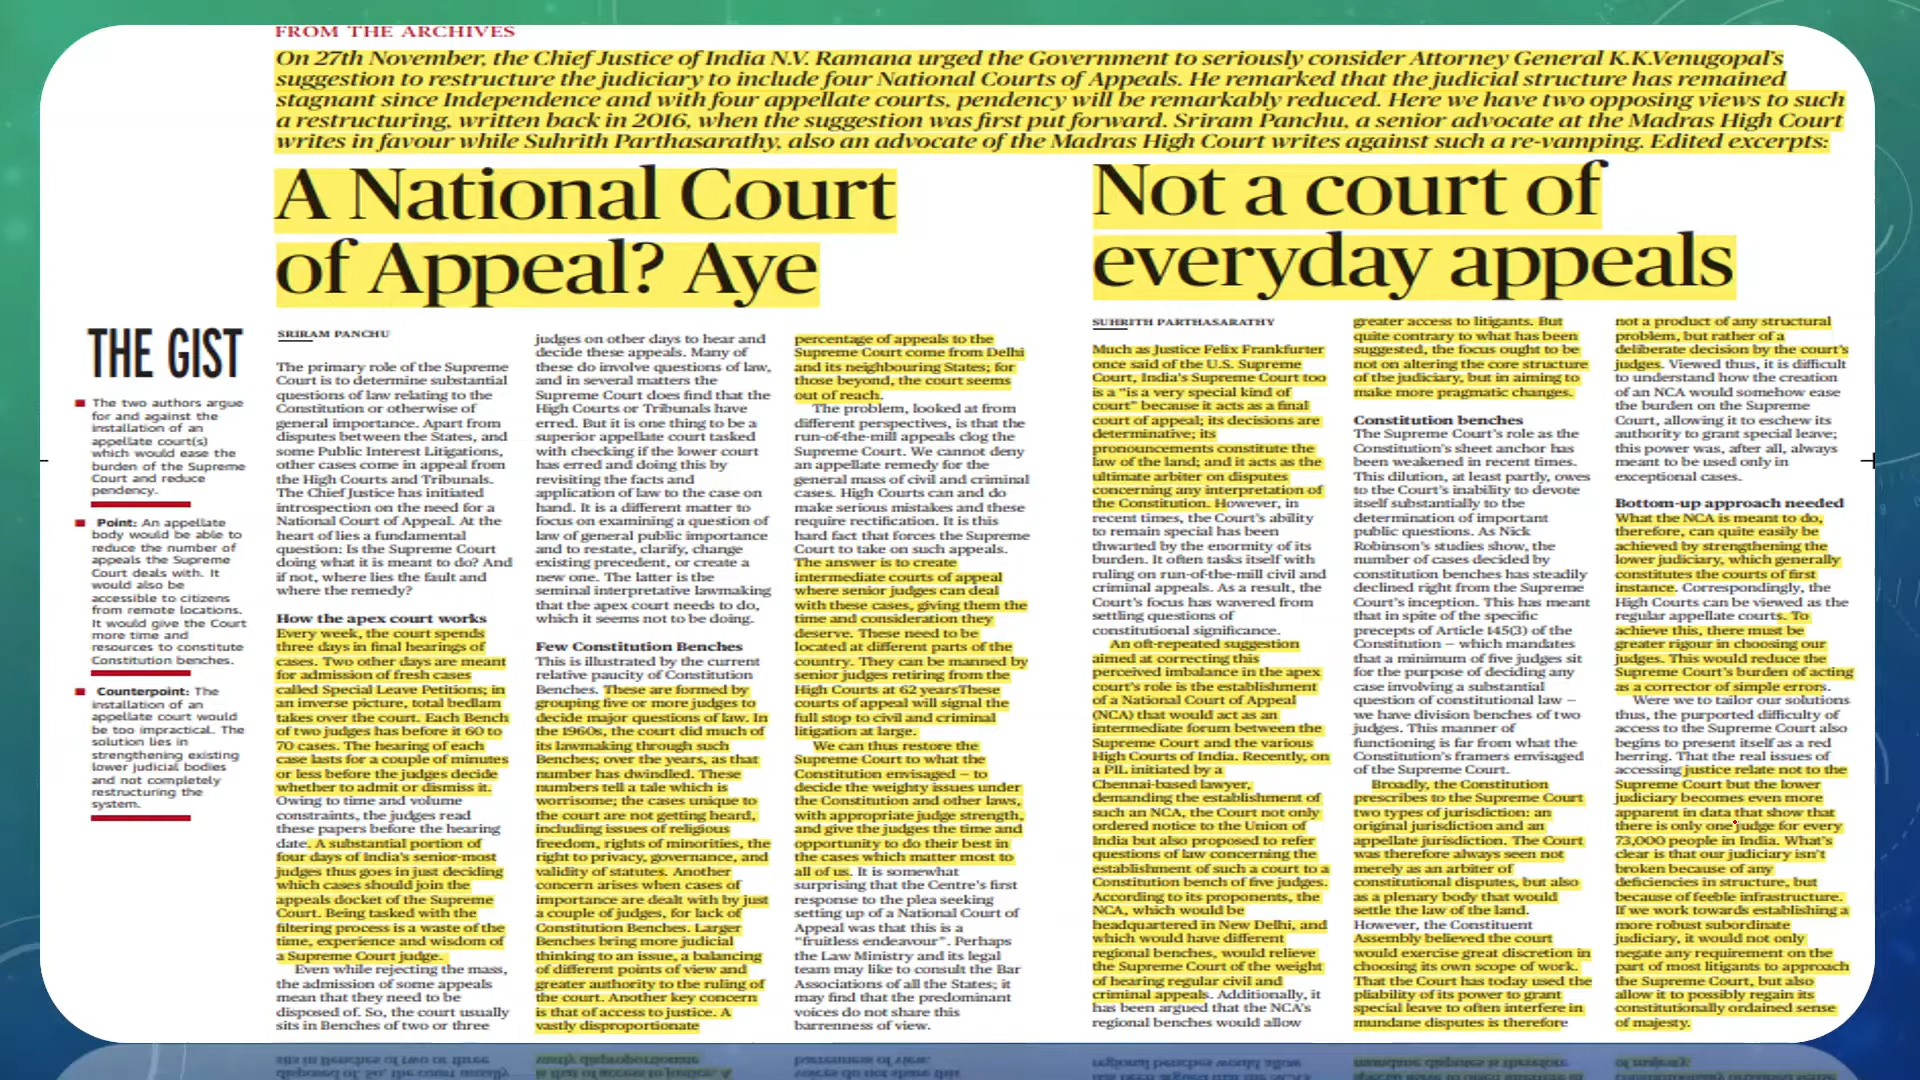 FROM THE ARCHIVES
On 27th November, the Chief Justice of India N.V. Ramana urged the Government to seriously consider Attorney General K.K.Venugopal's
suggestion to restructure the judiciary to include four National Courts of Appeals. He remarked that the judicial structure has remained
stagnant since Independence and with four appellate courts, pendency will be remarkably reduced. Here we have two opposing views to such
a restructuring, written back in 2016, when the suggestion was first put forward. Sriram Panchu, a senior advocate at the Madras High Court
writes in favour while Suhrith Parthasarathy, also an advocate of the Madras High Court writes against such a re-vamping. Edited excerpts:
THE GIST
The two authors argue
for and against the
installation of an
appellate court(s)
which would ease the
burden of the Supreme
Court and reduce
pendency.
Point: An appellate
body would be able to
reduce the number of
appeals the Supreme
Court deals with. It
would also be
accessible to citizens
from remote locations.
It would give the Court
more time and
resources to constitute
Constitution benches.
Counterpoint: The
installation of an
appellate court would
be too impractical. The
solution lies in
strengthening existing
lower judicial bodies
and not completely
restructuring the
system.
A National Court
of Appeal? Aye
SRIRAM PANCHU
The primary role of the Supreme
Court is to determine substantial
questions of law relating to the
Constitution or otherwise of
general importance. Apart from
disputes between the States, and
some Public Interest Litigations,
other cases come in appeal from
the High Courts and Tribunals.
The Chief Justice has initiated
introspection on the need for a
National Court of Appeal. At the
heart of lies a fundamental
question: Is the Supreme Court
doing what it is meant to do? And
if not, where lies the fault and
where the remedy?
How the apex court works
Every week, the court spends
three days in final hearings of
cases. Two other days are meant
for admission of fresh cases
called Special Leave Petitions; in
an inverse picture, total bedlam
takes over the court. Each Bench
of two judges has before it 60 to
70 cases. The hearing of each
case lasts for a couple of minutes
or less before the judges decide
whether to admit or dismiss it.
Owing to time and volume
constraints, the judges read
these papers before the hearing
date. A substantial portion of
four days of India's senior-most
judges thus goes in just deciding
which cases should join the
appeals docket of the Supreme
Court. Being tasked with the
filtering process is a waste of the
time, experience and wisdom of
a Supreme Court judge.
Even while rejecting the mass,
the admission of some appeals
mean that they need to be
disposed of. So, the court usually
sits in Benches of two or three
judges on other days to hear and
decide these appeals. Many of
these do involve questions of law,
and in several matters the
Supreme Court does find that the
High Courts or Tribunals have
erred. But it is one thing to be a
superior appellate court tasked
with checking if the lower court
has erred and doing this by
revisiting the facts and
application of law to the case on
hand. It is a different matter to
focus on examining a question of
law of general public importance
and to restate, clarify, change
existing precedent, or create a
new one. The latter is the
seminal interpretative lawmaking
that the apex court needs to do,
which it seems not to be doing.
Few Constitution Benches
This is illustrated by the current
relative paucity of Constitution
Benches. These are formed by
grouping five or more judges to
decide major questions of law. In
the 1960s, the court did much of
its lawmaking through such
Benches; over the years, as that
number has dwindled. These
numbers tell a tale which is
worrisome; the cases unique to
the court are not getting heard,
including issues of religious
freedom, rights of minorities, the
right to privacy, governance, and
validity of statutes. Another
concern arises when cases of
importance are dealt with by just
a couple of judges, for lack of
Constitution Benches. Larger
Benches bring more judicial
thinking to an issue, a balancing
of different points of view and
greater authority to the ruling of
the court. Another key concern
is that of access to justice. A
vastly disproportionate
percentage of appeals to the
Supreme Court come from Delhi
and its neighbouring States; for
those beyond, the court seems
out of reach.
The problem, looked at from
different perspectives, is that the
run-of-the-mill appeals clog the
Supreme Court. We cannot deny
an appellate remedy for the
general mass of civil and criminal
cases. High Courts can and do
make serious mistakes and these
require rectification. It is this
hard fact that forces the Supreme
Court to take on such appeals.
The answer is to create
intermediate courts of appeal
where senior judges can deal
with these cases, giving them the
time and consideration they
deserve. These need to be
located at different parts of the
country. They can be manned by
senior judges retiring from the
High Courts at 62 yearsThese
courts of appeal will signal the
full stop to civil and criminal
litigation at large.
We can thus restore the
Supreme Court to what the
Constitution envisaged — to
decide the weighty issues under
the Constitution and other laws,
with appropriate judge strength,
and give the judges the time and
opportunity to do their best in
the cases which matter most to
all of us. It is somewhat
surprising that the Centre's first
response to the plea seeking
setting up of a National Court of
Appeal was that this is a
"fruitless endeavour". Perhaps
the Law Ministry and its legal
team may like to consult the Bar
Associations of all the States; it
may find that the predominant
voices do not share this
barrenness of view.
Not a court of
everyday appeals
SUHRITH PARTHASARATHY
Much as Justice Felix Frankfurter
once said of the U.S. Supreme
Court, India's Supreme Court too
is a "is a very special kind of
court" because it acts as a final
court of appeal; its decisions are
determinative; its
pronouncements constitute the
law of the land; and it acts as the
ultimate arbiter on disputes
concerning any interpretation of
the Constitution. However, in
recent times, the Court's ability
to remain special has been
thwarted by the enormity of its
burden. It often tasks itself with
ruling on run-of-the-mill civil and
criminal appeals. As a result, the
Court's focus has wavered from
settling questions of
constitutional significance.
An oft-repeated suggestion
aimed at correcting this
perceived imbalance in the apex
court's role is the establishment
of a National Court of Appeal
(NCA) that would act as an
intermediate forum between the
Supreme Court and the various
High Courts of India. Recently, on
a PIL initiated by a
Chennai-based lawyer,
demanding the establishment of
such an NCA, the Court not only
ordered notice to the Union of
India but also proposed to refer
questions of law concerning the
establishment of such a court to a
Constitution bench of five judges.
According to its proponents, the
NCA, which would be
headquartered in New Delhi, and
which would have different
regional benches, would relieve
the Supreme Court of the weight
of hearing regular civil and
criminal appeals. Additionally, it
has been argued that the NCA's
regional benches would allow
greater access to litigants. But
quite contrary to what has been
suggested, the focus ought to be
not on altering the core structure
of the judiciary, but in aiming to
make more pragmatic changes.
Constitution benches
The Supreme Court's role as the
Constitution's sheet anchor has
been weakened in recent times.
This dilution, at least partly, owes
to the Court's inability to devote
itself substantially to the
determination of important
public questions. As Nick
Robinson's studies show, the
number of cases decided by
constitution benches has steadily
declined right from the Supreme
Court's inception. This has meant
that in spite of the specific
precepts of Article 145(3) of the
Constitution — which mandates
that a minimum of five judges sit
for the purpose of deciding any
case involving a substantial
question of constitutional law —
we have division benches of two
judges. This manner of
functioning is far from what the
Constitution's framers envisaged
of the Supreme Court.
Broadly, the Constitution
prescribes to the Supreme Court
two types of jurisdiction: an
original jurisdiction and an
appellate jurisdiction. The Court
was therefore always seen not
merely as an arbiter of
constitutional disputes, but also
as a plenary body that would
settle the law of the land.
However, the Constituent
Assembly believed the court
would exercise great discretion in
choosing its own scope of work.
That the Court has today used the
pliability of its power to grant
special leave to often interfere in
mundane disputes is therefore
not a product of any structural
problem, but rather of a
deliberate decision by the court's
judges. Viewed thus, it is difficult
to understand how the creation
of an NCA would somehow ease
the burden on the Supreme
Court, allowing it to eschew its
authority to grant special leave;
this power was, after all, always
meant to be used only in
exceptional cases.
Bottom-up approach needed
What the NCA is meant to do,
therefore, can quite easily be
achieved by strengthening the
lower judiciary, which generally
constitutes the courts of first
instance. Correspondingly, the
High Courts can be viewed as the
regular appellate courts. To
achieve this, there must be
greater rigour in choosing our
judges. This would reduce the
Supreme Court's burden of acting
as a corrector of simple errors.
Were we to tailor our solutions
thus, the purported difficulty of
access to the Supreme Court also
begins to present itself as a red
herring. That the real issues of
accessing justice relate not to the
Supreme Court but the lower
judiciary becomes even more
apparent in data that show that
there is only one judge for every
73,000 people in India. What's
clear is that our judiciary isn't
broken because of any
deficiencies in structure, but
because of feeble infrastructure.
If we work towards establishing a
more robust subordinate
judiciary, it would not only
negate any requirement on the
part of most litigants to approach
the Supreme Court, but also
allow it to possibly regain its
constitutionally ordained sense
of majesty.